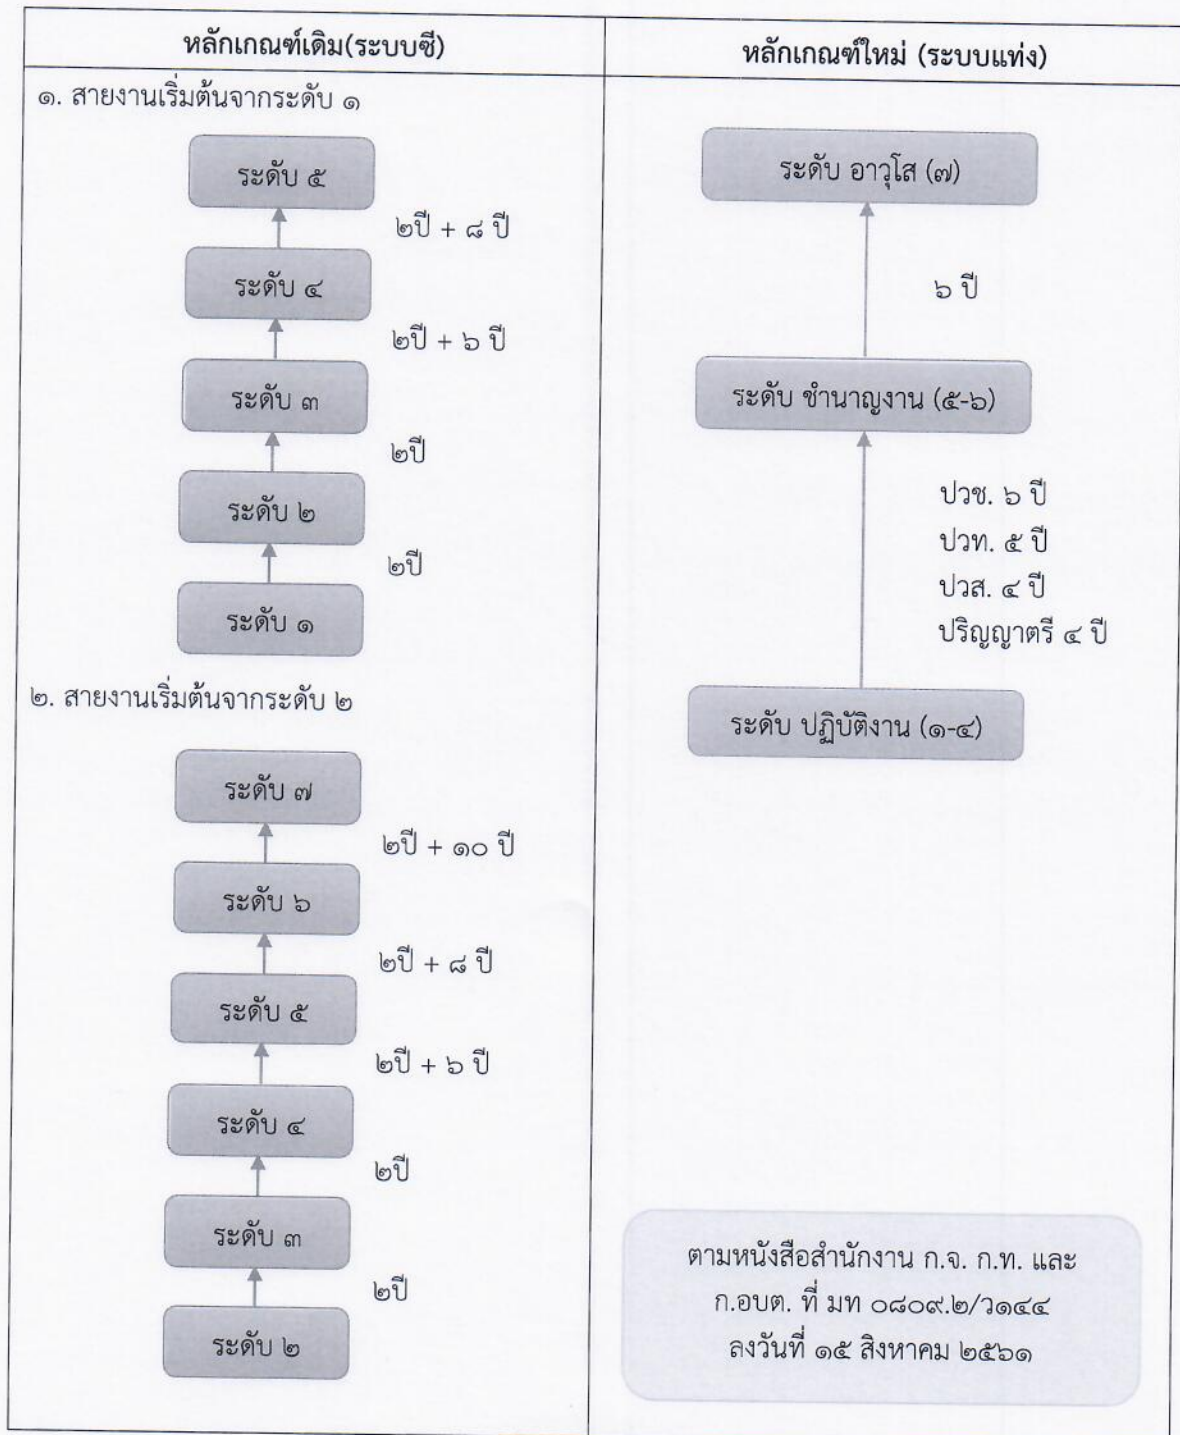 หลักเกณฑ์เดิม(ระบบซี)
๑. สายงานเริ่มต้นจากระดับ ๑
ระดับ ๕
๒ปี + ๘ ปี
ระดับ ๔
๒ปี + ๖ ปี
ระดับ ๓
๒ปี
ระดับ ๒
๒ปี
ระดับ ๑
๒. สายงานเริ่มต้นจากระดับ ๒
ระดับ ๗
๒ปี + ๑๐ ปี
ระดับ ๖
๒ปี + ๘ ปี
ระดับ ๕
๒ปี + ๖ ปี
ระดับ ๔
๒ปี
ระดับ ๓
๒ปี
ระดับ ๒
หลักเกณฑ์ใหม่ (ระบบแท่ง)
ระดับ อาวุโส (๗)
๖ ปี
ระดับ ชำนาญงาน (๕-๖)
ปวช. ๖ ปี
ปวท. ๕ ปี
ปวส. ๔ ปี
ปริญญาตรี ๔ ปี
ระดับ ปฏิบัติงาน (๑-๔)
ตามหนังสือสำนักงาน ก.จ. ก.ท. และ
ก.อบต. ที่ มท ๐๘๐๙.๒/ว๑๔๔
ลงวันที่ ๑๕ สิงหาคม ๒๕๖๑